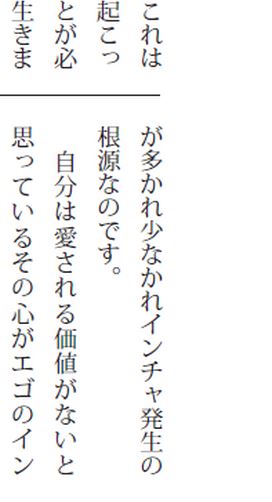 これは
起こっ
とが必
生きま
が多かれ少なかれインチャ発生の
根源なのです。
自分は愛される価値がないと
思っているその心がエゴのイン